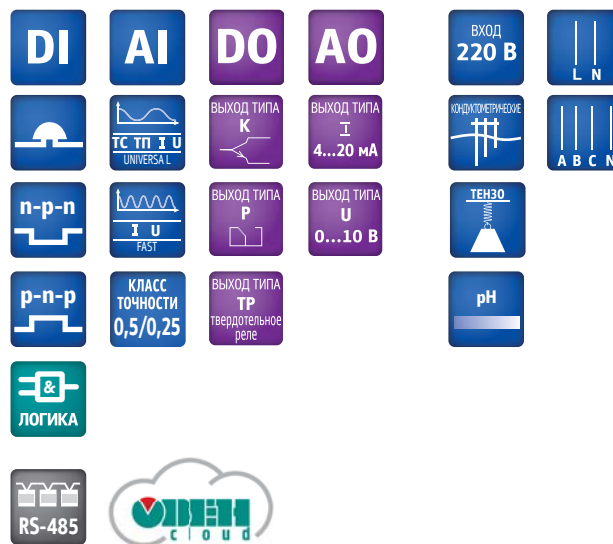 DI
AI
DO
AO
ВХОД
220 В
L N
ВЫХОД ТИПА
К
ВЫХОД ТИПА
I
4...20 мА
ТС ТП I U
UNIVERSAL
КОНДУКТОМЕТРИЧЕСКИЕ
A B C N
n-p-n
I U
FAST
ВЫХОД ТИПА
Р
ВЫХОД ТИПА
U
0...10 В
ТЕНЗО
p-n-p
КЛАСС
ТОЧНОСТИ
0,5/0,25
ВЫХОД ТИПА
ТР
твердотельное
реле
pH
&
ЛОГИКА
RS-485
ОВЕН
cloud